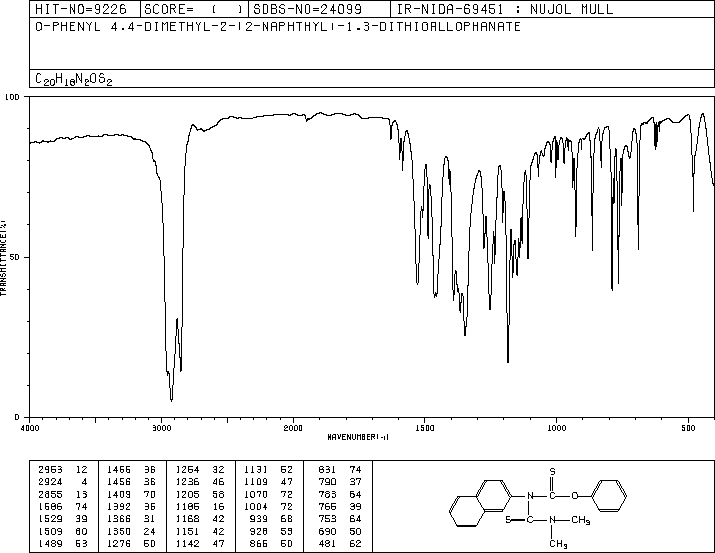 HIT-NO=9226 SCORE= ( ) SDBS-NO=24099 IR-NIDA-69451 : NUJOL MULL
O-PHENYL 4,4-DIMETHYL-2-(2-NAPHTHYL)-1,3-DITHIOALLOPHANATE
C20H18N2OS2
100
50
0
TRANSMITTANCE(%)
4000 3000 2000 1500 1000 500
WAVENUMBER(-1)
2953 12 1466 36 1254 32 1131 62 831 74
2924 4 1456 36 1236 46 1109 47 790 37
2855 13 1409 70 1205 58 1070 72 783 64
1606 74 1392 36 1186 16 1004 72 766 39
1529 39 1366 31 1168 42 939 68 753 64
1509 60 1350 24 1151 42 928 55 690 50
1489 53 1276 50 1142 47 866 50 481 62
S
N O
S N CH3
CH3